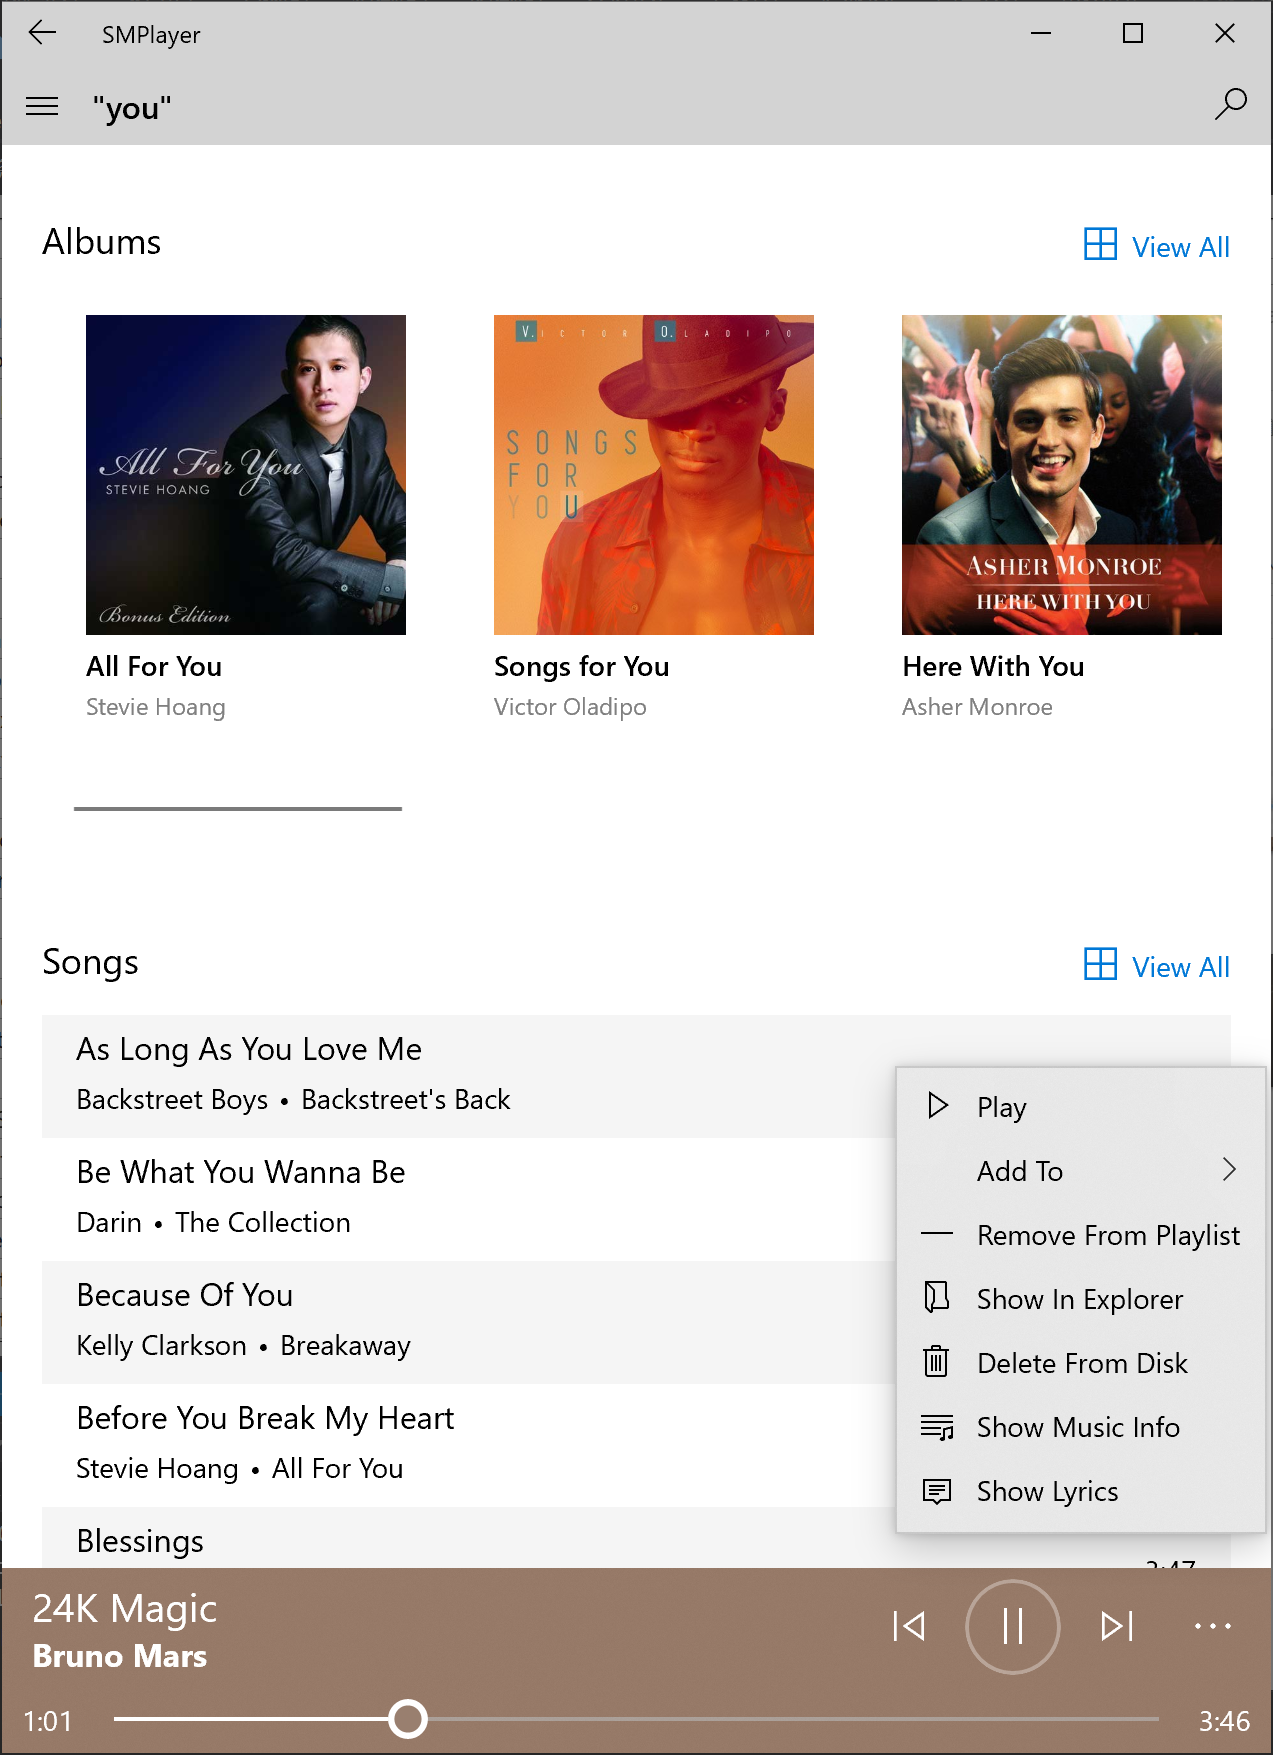 SMPlayer
"you"
Albums
View All
V.ICTOR O.LADIPO
All For You
STEVIE HOANG
Bonus Edition
SONGS
FOR
YOU
ASHER MONROE
HERE WITH YOU
All For You
Stevie Hoang
Songs for You
Victor Oladipo
Here With You
Asher Monroe
Songs
View All
As Long As You Love Me
Backstreet Boys • Backstreet's Back
Be What You Wanna Be
Darin • The Collection
Because Of You
Kelly Clarkson • Breakaway
Before You Break My Heart
Stevie Hoang • All For You
Blessings
3:47
Play
Add To
Remove From Playlist
Show In Explorer
Delete From Disk
Show Music Info
Show Lyrics
24K Magic
Bruno Mars
1:01
3:46